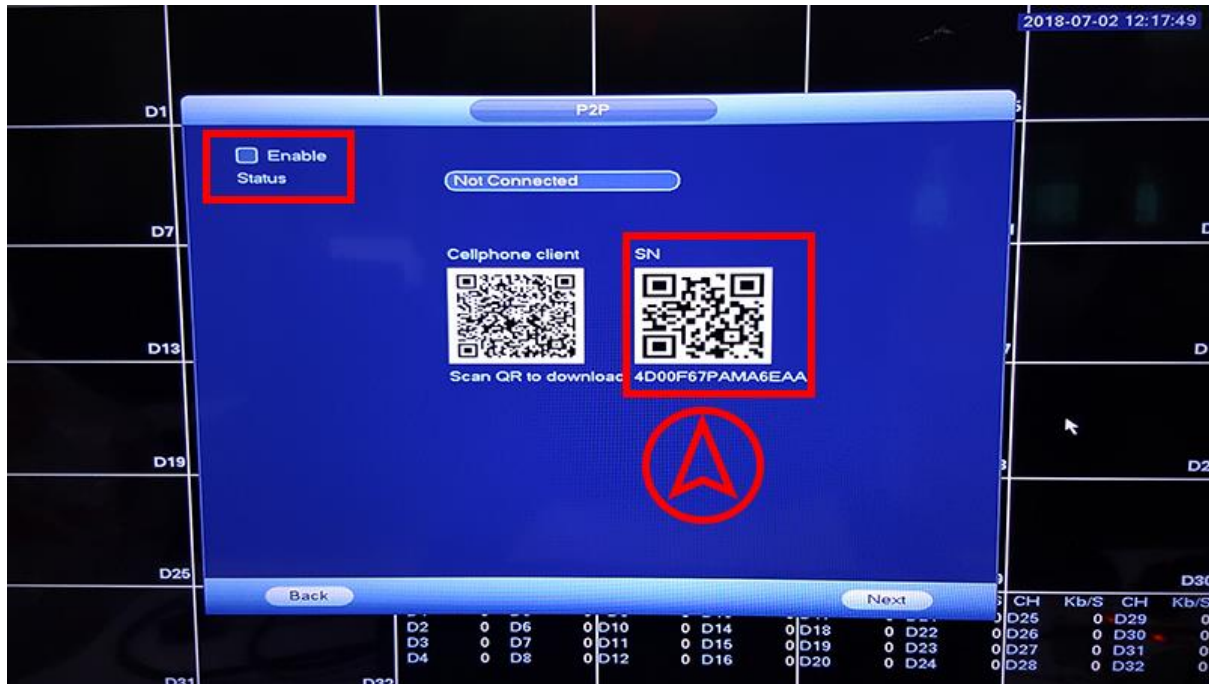 2018-07-02 12:17:49
D1
P2P
Enable
Status
Not Connected
D7
Cellphone client
SN
D13
Scan QR to download
4D00F67PAMA6EAA
D19
D25
D30
Back
Next
CH Kb/S CH Kb/S
D25 0 D29 0
D2 0 D6 0 D10 0 D14 0 D18 0 D22 0 D26 0 D30 0
D3 0 D7 0 D11 0 D15 0 D19 0 D23 0 D27 0 D31 0
D4 0 D8 0 D12 0 D16 0 D20 0 D24 0 D28 0 D32 0
D31
D32